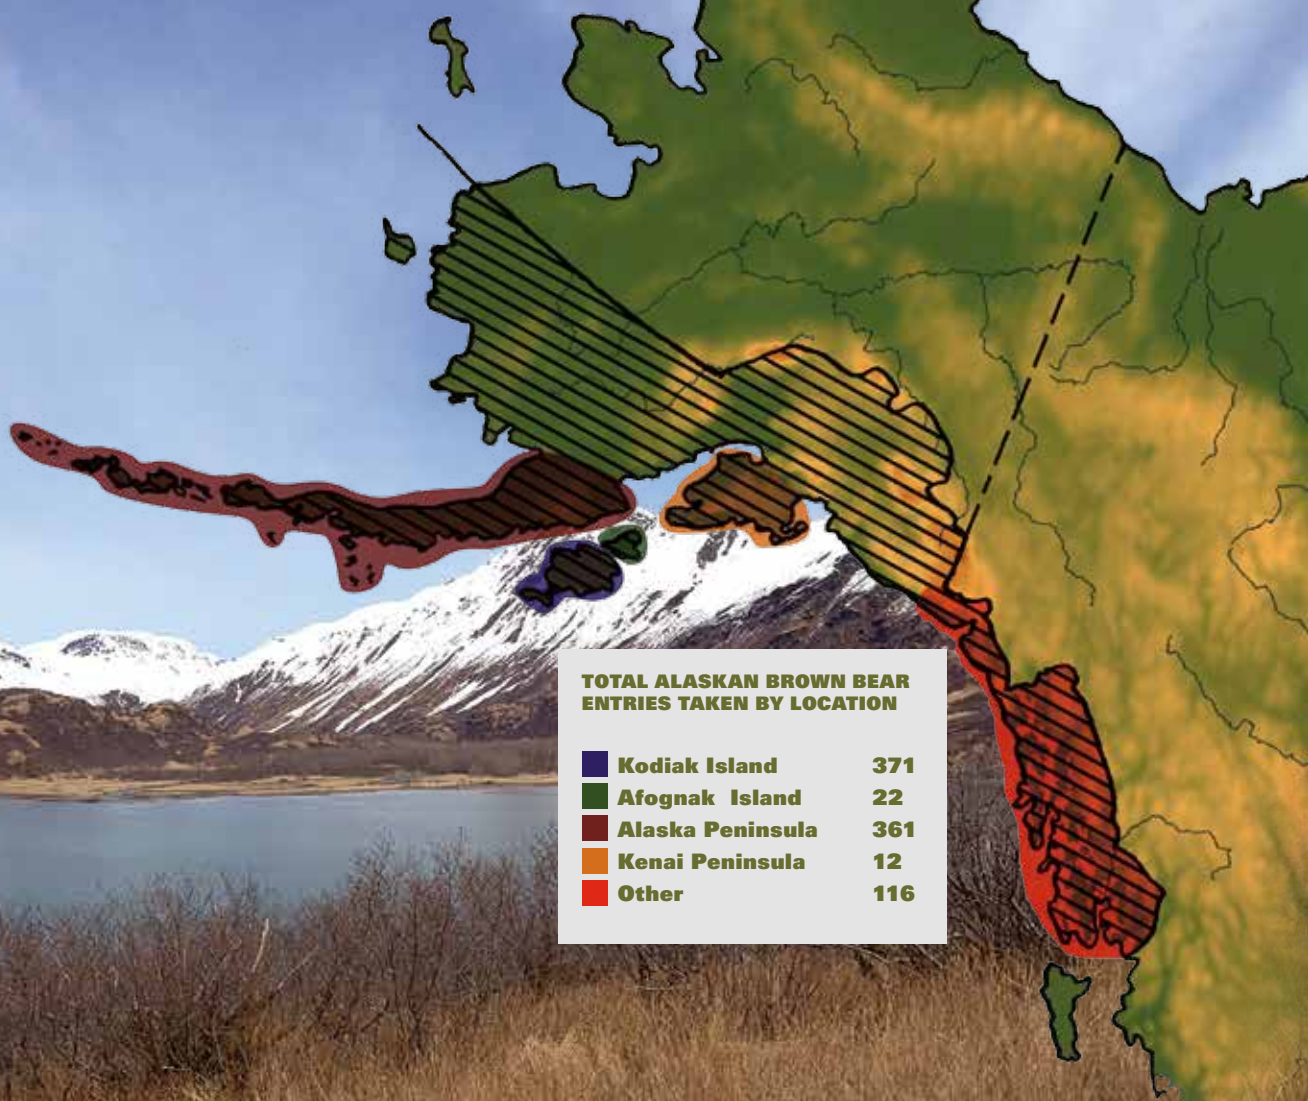 TOTAL ALASKAN BROWN BEAR
ENTRIES TAKEN BY LOCATION
Kodiak Island 371
Afognak Island 22
Alaska Peninsula 361
Kenai Peninsula 12
Other 116